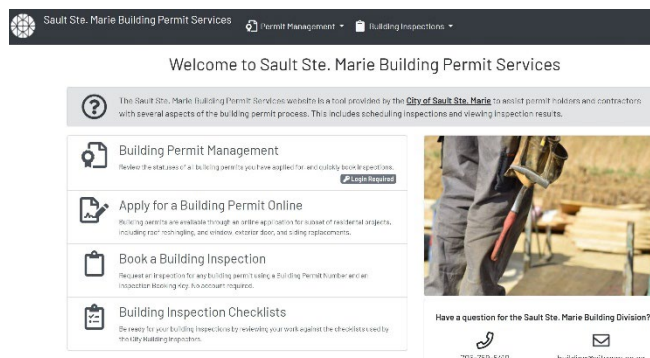 Sault Ste. Marie Building Permit Services
Permit Management
Building Inspections
Welcome to Sault Ste. Marie Building Permit Services
The Sault Ste. Marie Building Permit Services website is a tool provided by the City of Sault Ste. Marie to assist permit holders and contractors
with several aspects of the building permit process. This includes scheduling inspections and viewing inspection results.
Building Permit Management
Review the statuses of all building permits you have applied for, and quickly book inspections.
Login Required
Apply for a Building Permit Online
Building permits are available through an online application for subset of residential projects,
including roof reshingling, and window, exterior door, and siding replacements.
Book a Building Inspection
Request an inspection for any building permit using a Building Permit Number and an
Inspection Booking Key. No account required.
Building Inspection Checklists
Be ready for your building inspections by reviewing your work against the checklists used by
the City Building Inspectors.
Have a question for the Sault Ste. Marie Building Division?